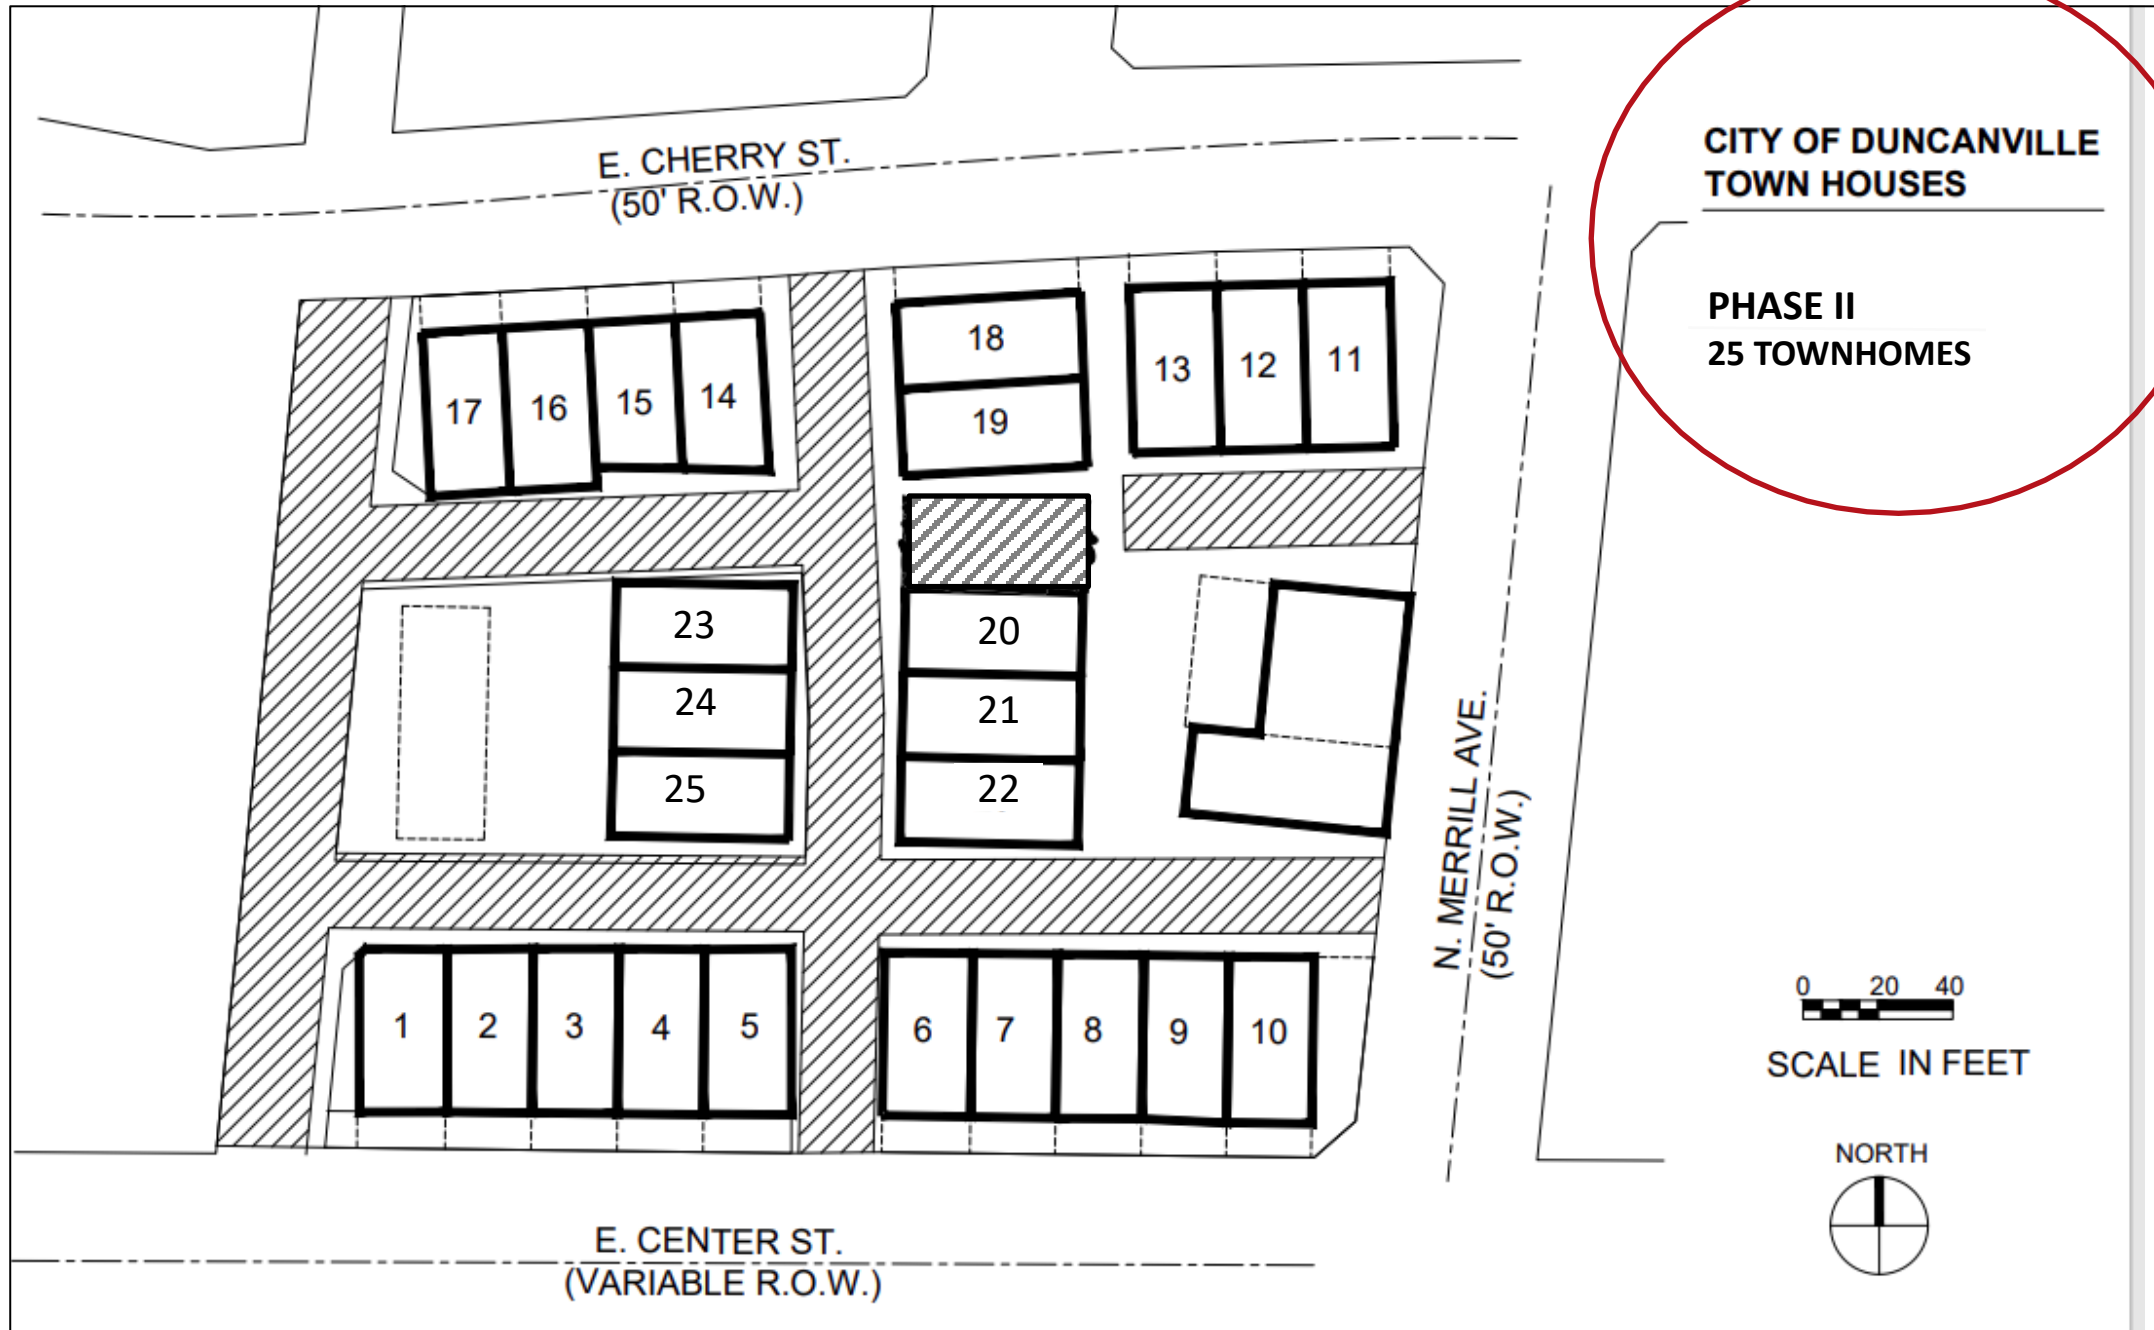 E. CHERRY ST.
(50' R.O.W.)
CITY OF DUNCANVILLE
TOWN HOUSES
PHASE II
25 TOWNHOMES
17 16 15 14
18
19
13 12 11
23
24
25
20
21
22
N. MERRILL AVE.
(50' R.O.W.)
1 2 3 4 5
6 7 8 9 10
0 20 40
SCALE IN FEET
NORTH
E. CENTER ST.
(VARIABLE R.O.W.)